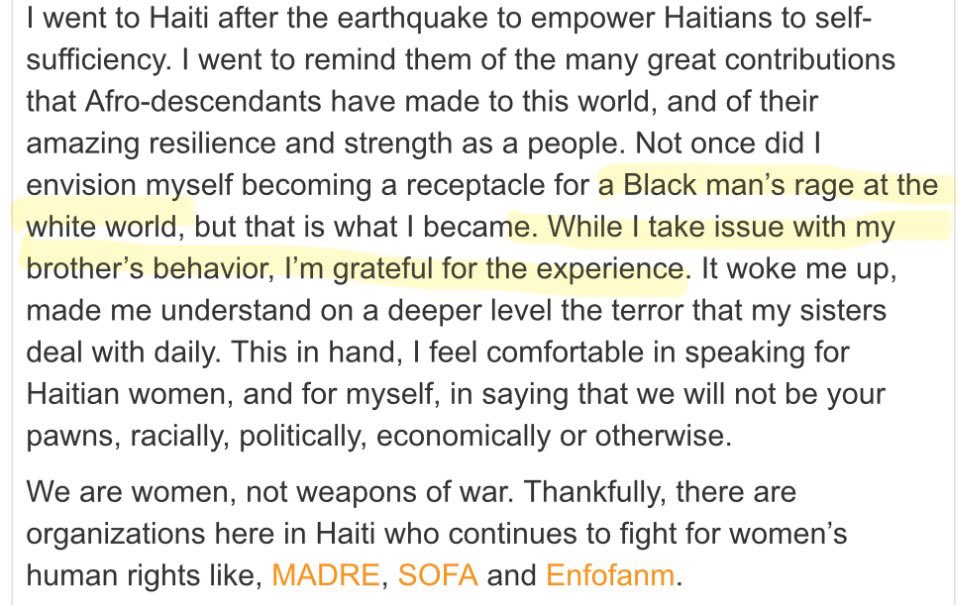 I went to Haiti after the earthquake to empower Haitians to self-
sufficiency. I went to remind them of the many great contributions
that Afro-descendants have made to this world, and of their
amazing resilience and strength as a people. Not once did I
envision myself becoming a receptacle for a Black man’s rage at the
white world, but that is what I became. While I take issue with my
brother’s behavior, I’m grateful for the experience. It woke me up,
made me understand on a deeper level the terror that my sisters
deal with daily. This in hand, I feel comfortable in speaking for
Haitian women, and for myself, in saying that we will not be your
pawns, racially, politically, economically or otherwise.
We are women, not weapons of war. Thankfully, there are
organizations here in Haiti who continues to fight for women’s
human rights like, MADRE, SOFA and Enfofanm.